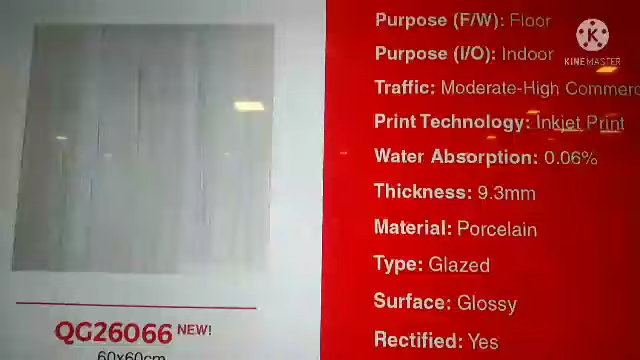 QG26066 NEW!
60x60cm
Purpose (F/W): Floor
Purpose (I/O): Indoor
Traffic: Moderate-High Commerc
Print Technology: Inkjet Print
Water Absorption: 0.06%
Thickness: 9.3mm
Material: Porcelain
Type: Glazed
Surface: Glossy
Rectified: Yes
K
KINEMASTER